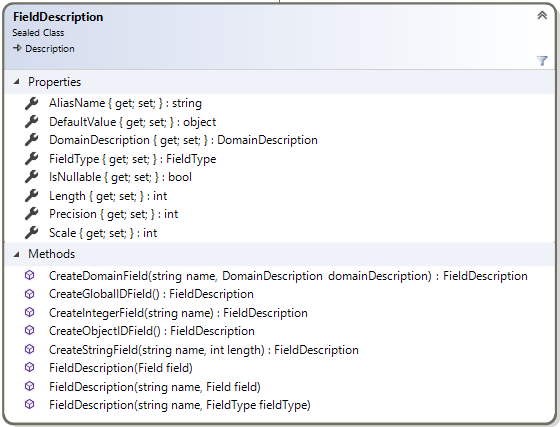 FieldDescription
Sealed Class
Description
Properties
AliasName { get; set; } : string
DefaultValue { get; set; } : object
DomainDescription { get; set; } : DomainDescription
FieldType { get; set; } : FieldType
IsNullable { get; set; } : bool
Length { get; set; } : int
Precision { get; set; } : int
Scale { get; set; } : int
Methods
CreateDomainField(string name, DomainDescription domainDescription) : FieldDescription
CreateGlobalIDField() : FieldDescription
CreateIntegerField(string name) : FieldDescription
CreateObjectIDField() : FieldDescription
CreateStringField(string name, int length) : FieldDescription
FieldDescription(Field field)
FieldDescription(string name, Field field)
FieldDescription(string name, FieldType fieldType)